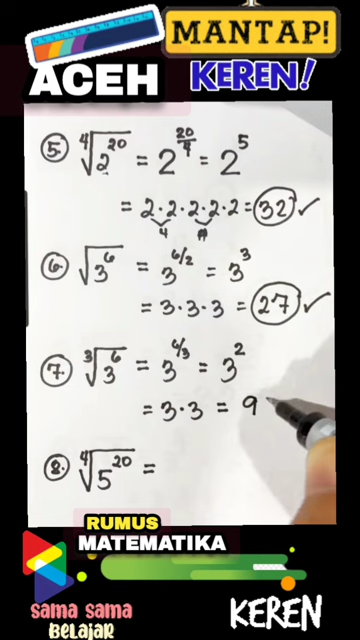 MANTAP!
ACEH KEREN!
5. ⁴√2²⁰ = 2^(20/4) = 2⁵
= 2·2·2·2·2 = 32 ✓
4 4
6. √3⁶ = 3^(6/2) = 3³
= 3·3·3 = 27 ✓
7. ³√3⁶ = 3^(6/3) = 3²
= 3·3 = 9
8. ⁴√5²⁰ =
RUMUS
MATEMATIKA
sama sama
BELAJAR
KEREN